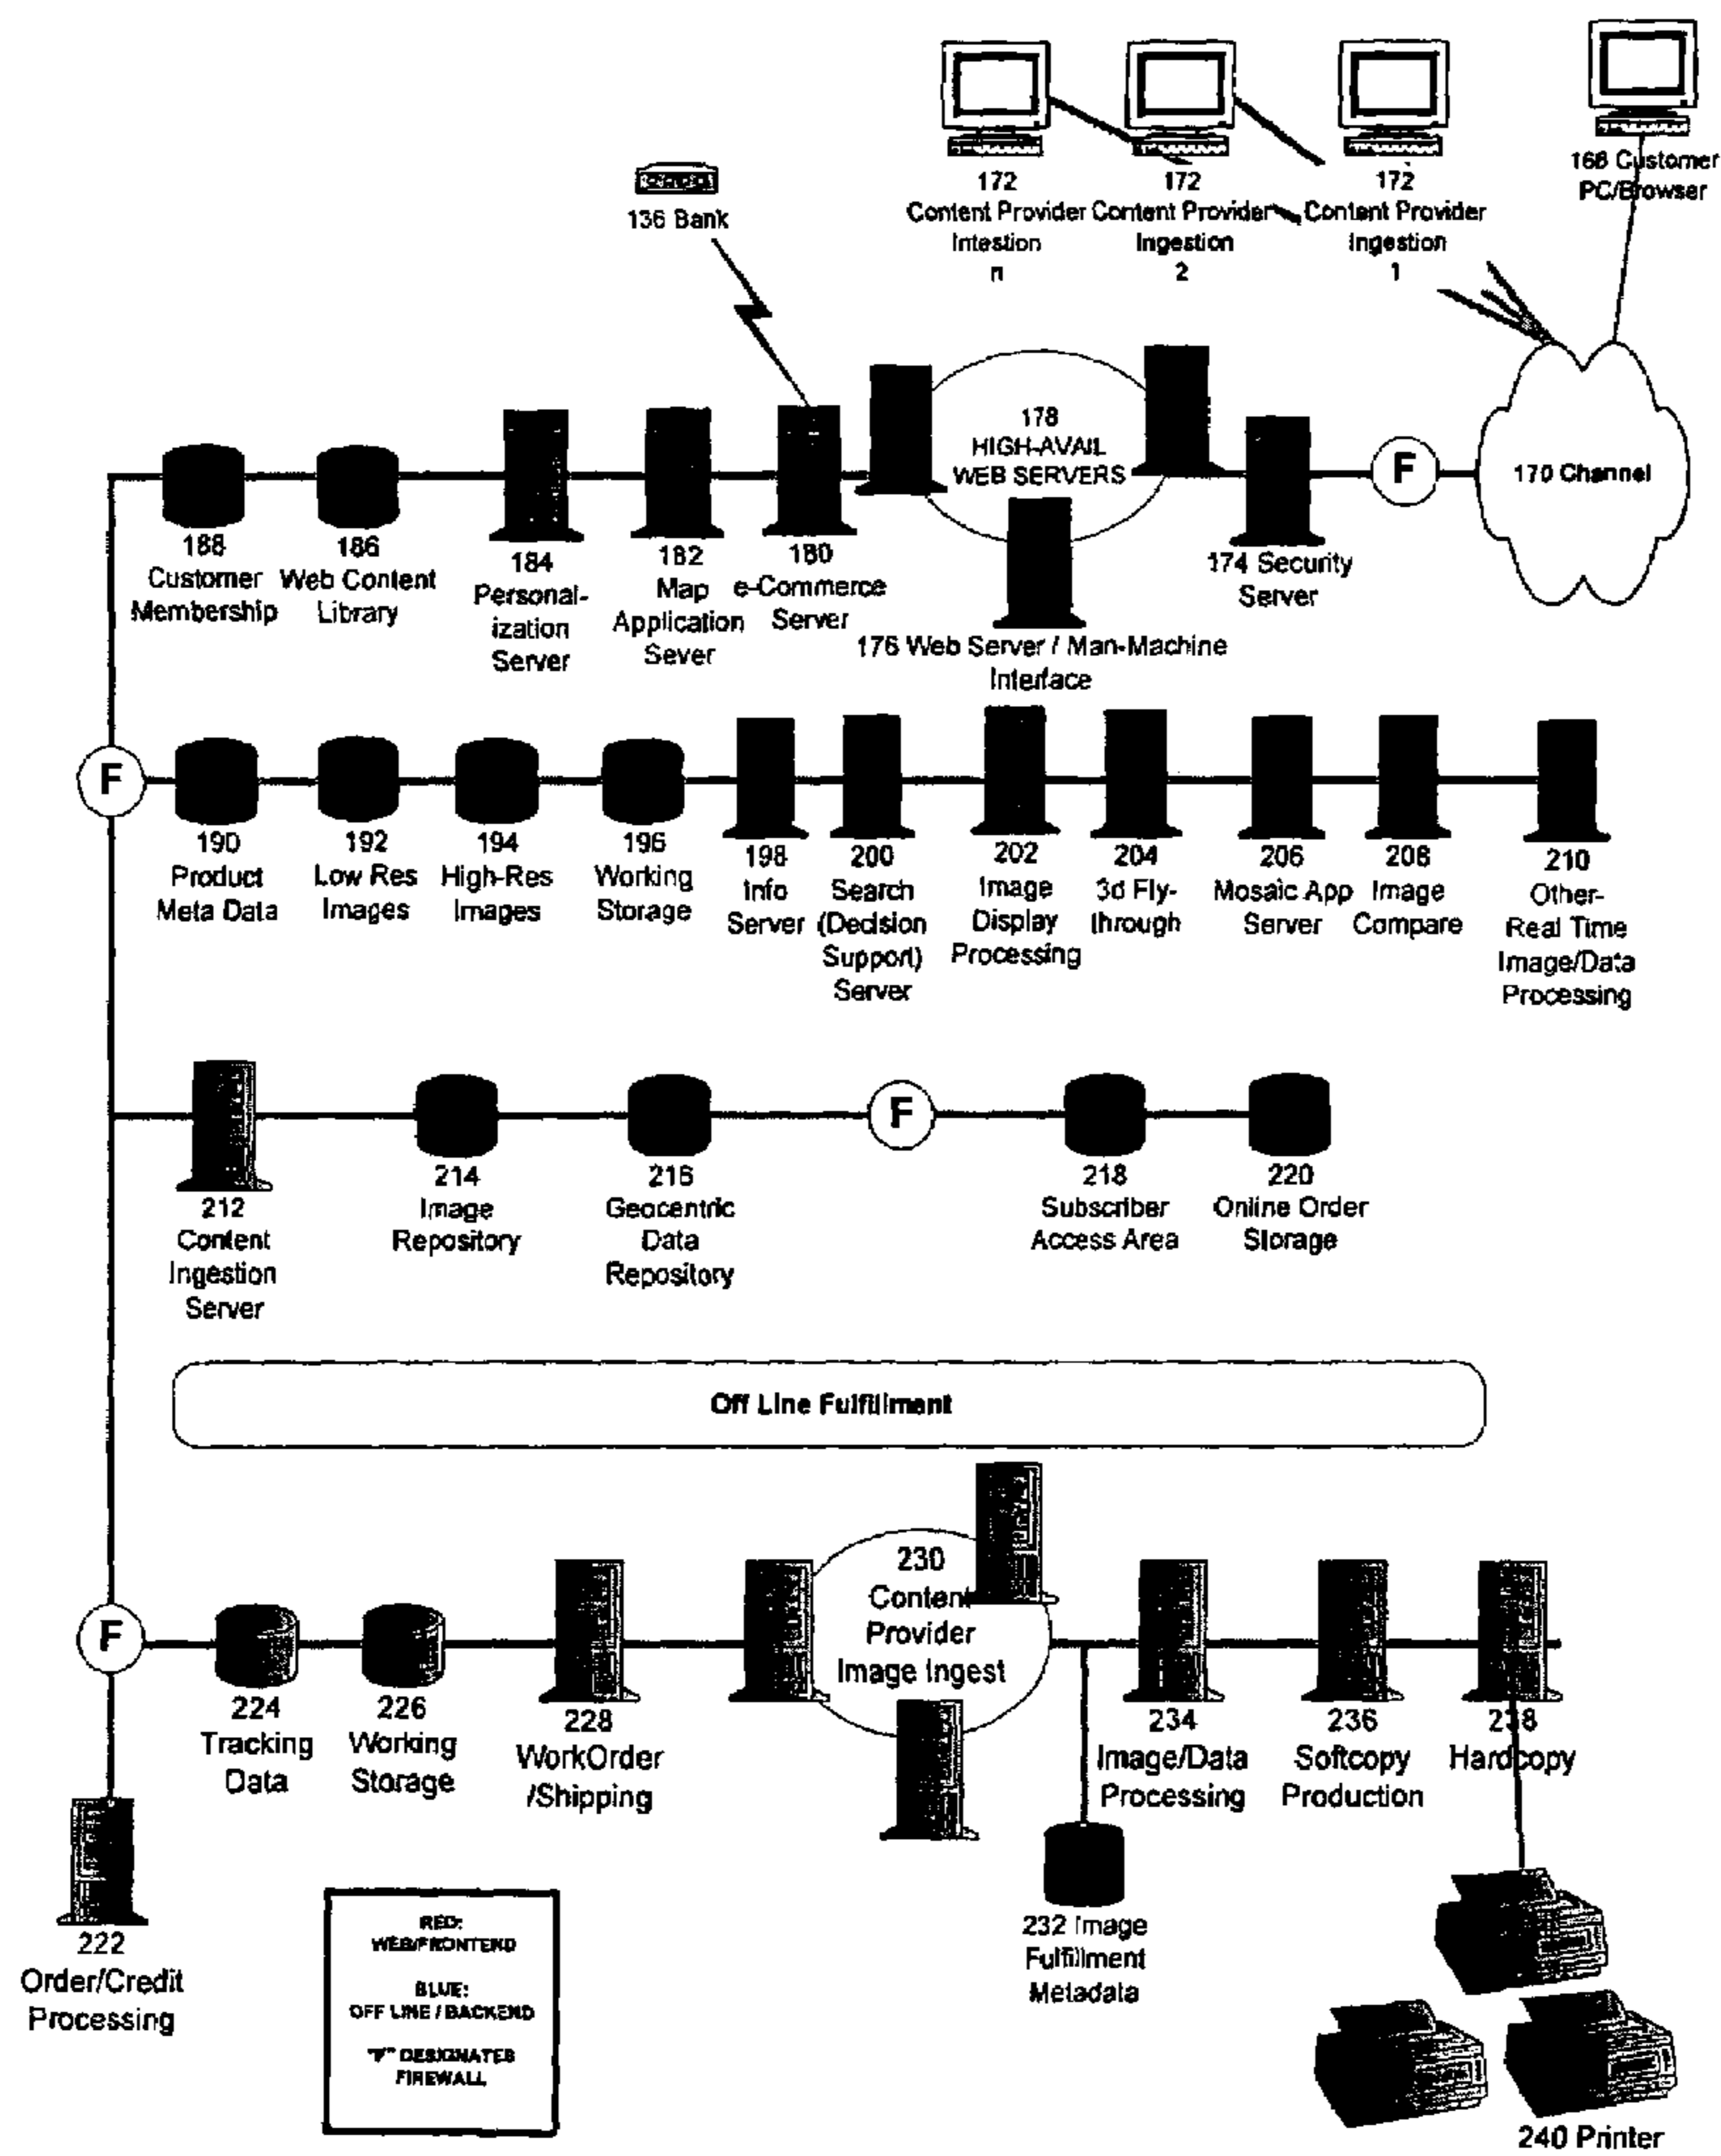 168 Customer
PC/Browser
172
Content Provider
Intestion
n
172
Content Provider
Ingestion
2
172
Content Provider
Ingestion
1
136 Bank
178
HIGH-AVAIL
WEB SERVERS
F
170 Channel
174 Security
Server
188
Customer
Membership
186
Web Content
Library
184
Personal-
ization
Server
182
Map
Application
Sever
180
e-Commerce
Server
176 Web Server / Man-Machine
Interface
F
190
Product
Meta Data
192
Low Res
Images
194
High-Res
Images
196
Working
Storage
198
Info
Server
200
Search
(Decision
Support)
Server
202
Image
Display
Processing
204
3d Fly-
through
206
Mosaic App
Server
208
Image
Compare
210
Other-
Real Time
Image/Data
Processing
F
212
Content
Ingestion
Server
214
Image
Repository
216
Geocentric
Data
Repository
218
Subscriber
Access Area
220
Online Order
Storage
Off Line Fulfillment
230
Content
Provider
Image Ingest
F
224
Tracking
Data
226
Working
Storage
228
WorkOrder
/Shipping
234
Image/Data
Processing
236
Softcopy
Production
238
Hardcopy
232 Image
Fulfillment
Metadata
222
Order/Credit
Processing
RED:
WEB/FRONTEND
BLUE:
OFF LINE / BACKEND
"F" DESIGNATES
FIREWALL
240 Printer